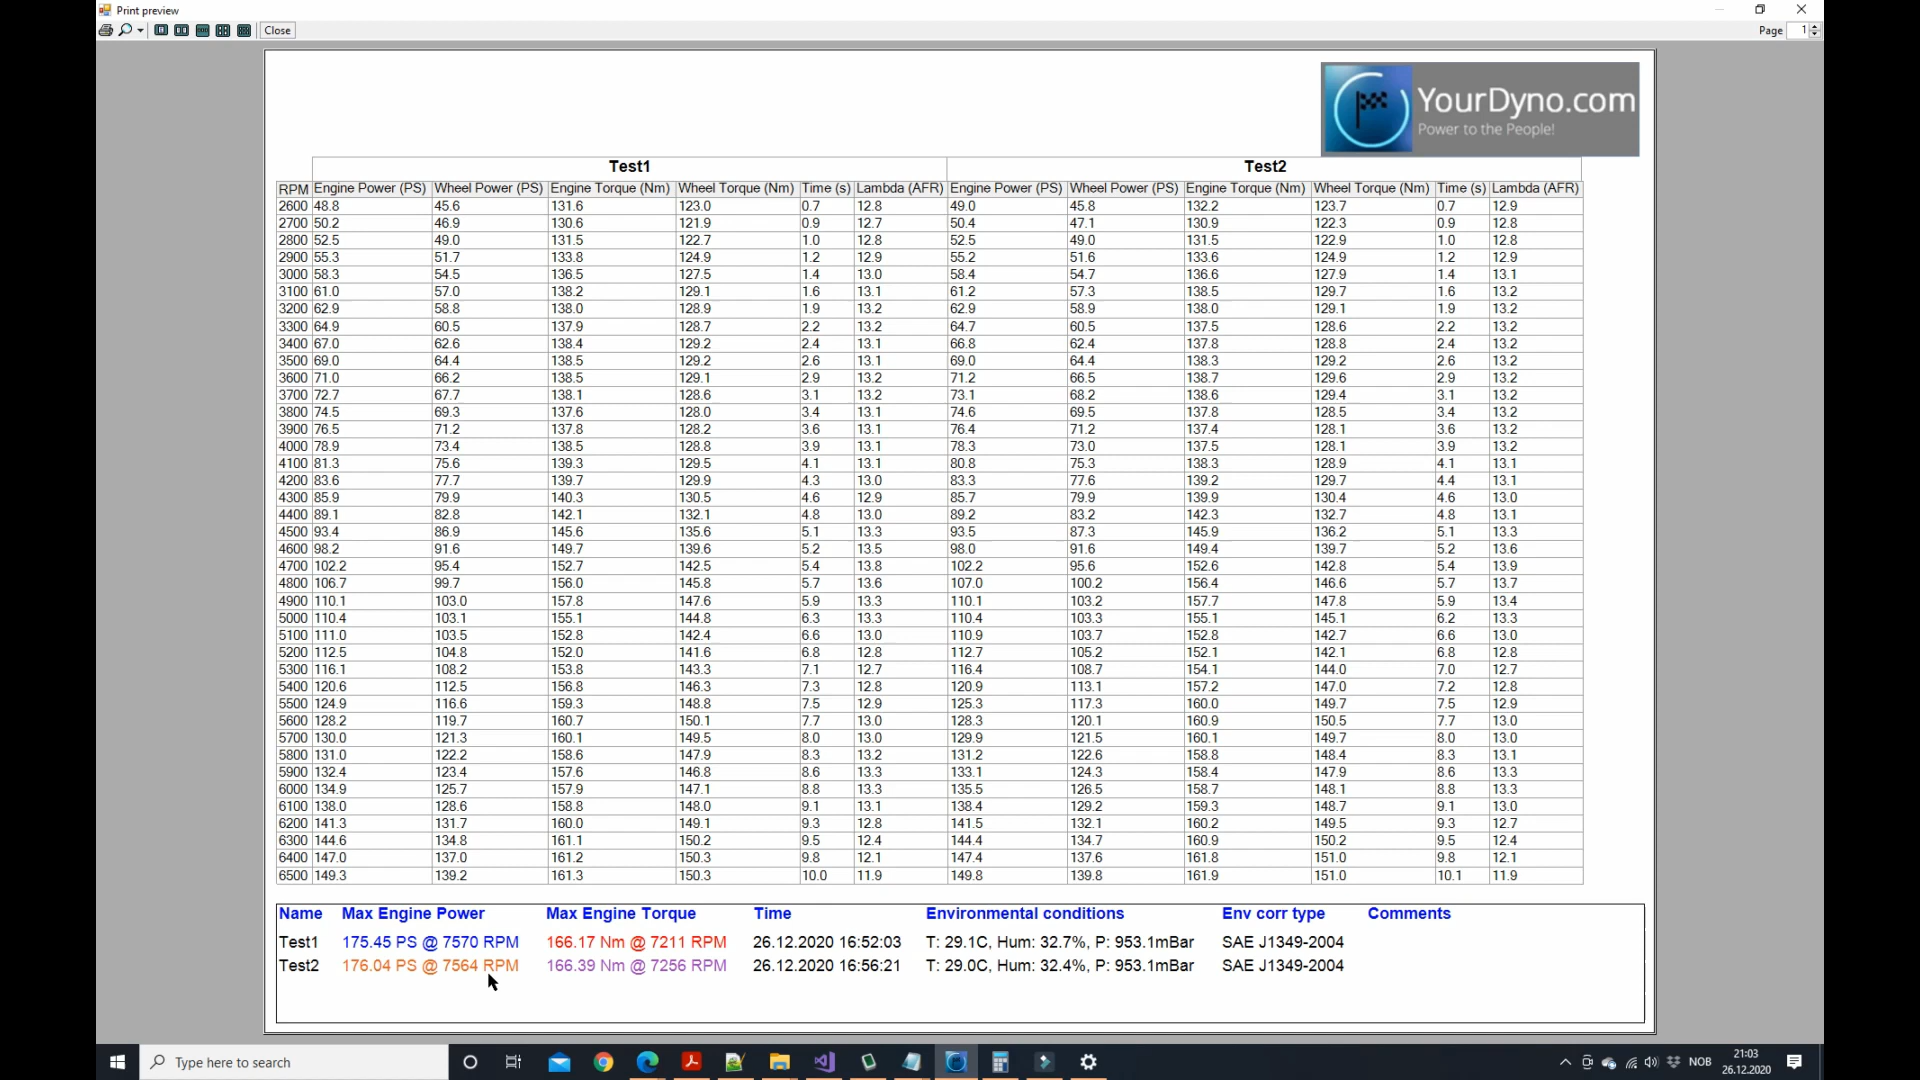 Print preview
Close
Page 1
YourDyno.com
Power to the People!
Test1 Test2
RPM Engine Power (PS) Wheel Power (PS) Engine Torque (Nm) Wheel Torque (Nm) Time (s) Lambda (AFR) Engine Power (PS) Wheel Power (PS) Engine Torque (Nm) Wheel Torque (Nm) Time (s) Lambda (AFR)
2600 48.8 45.6 131.6 123.0 0.7 12.8 49.0 45.8 132.2 123.7 0.7 12.9
2700 50.2 46.9 130.6 121.9 0.9 12.7 50.4 47.1 130.9 122.3 0.9 12.8
2800 52.5 49.0 131.5 122.7 1.0 12.8 52.5 49.0 131.5 122.9 1.0 12.8
2900 55.3 51.7 133.8 124.9 1.2 12.9 55.2 51.6 133.6 124.9 1.2 12.9
3000 58.3 54.5 136.5 127.5 1.4 13.0 58.4 54.7 136.6 127.9 1.4 13.1
3100 61.0 57.0 138.2 129.1 1.6 13.1 61.2 57.3 138.5 129.7 1.6 13.2
3200 62.9 58.8 138.0 128.9 1.9 13.2 62.9 58.9 138.0 129.1 1.9 13.2
3300 64.9 60.5 137.9 128.7 2.2 13.2 64.7 60.5 137.5 128.6 2.2 13.2
3400 67.0 62.6 138.4 129.2 2.4 13.1 66.8 62.4 137.8 128.8 2.4 13.2
3500 69.0 64.4 138.5 129.2 2.6 13.1 69.0 64.4 138.3 129.2 2.6 13.2
3600 71.0 66.2 138.5 129.1 2.9 13.2 71.2 66.5 138.7 129.6 2.9 13.2
3700 72.7 67.7 138.1 128.6 3.1 13.2 73.1 68.2 138.6 129.4 3.1 13.2
3800 74.5 69.3 137.6 128.0 3.4 13.1 74.6 69.5 137.8 128.5 3.4 13.2
3900 76.5 71.2 137.8 128.2 3.6 13.1 76.4 71.2 137.4 128.1 3.6 13.2
4000 78.9 73.4 138.5 128.8 3.9 13.1 78.3 73.0 137.5 128.1 3.9 13.2
4100 81.3 75.6 139.3 129.5 4.1 13.1 80.8 75.3 138.3 128.9 4.1 13.1
4200 83.6 77.7 139.7 129.9 4.3 13.0 83.3 77.6 139.2 129.7 4.4 13.1
4300 85.9 79.9 140.3 130.5 4.6 12.9 85.7 79.9 139.9 130.4 4.6 13.0
4400 89.1 82.8 142.1 132.1 4.8 13.0 89.2 83.2 142.3 132.7 4.8 13.1
4500 93.4 86.9 145.6 135.6 5.1 13.3 93.5 87.3 145.9 136.2 5.1 13.3
4600 98.2 91.6 149.7 139.6 5.2 13.5 98.0 91.6 149.4 139.7 5.2 13.6
4700 102.2 95.4 152.7 142.5 5.4 13.8 102.2 95.6 152.6 142.8 5.4 13.9
4800 106.7 99.7 156.0 145.8 5.7 13.6 107.0 100.2 156.4 146.6 5.7 13.7
4900 110.1 103.0 157.8 147.6 5.9 13.3 110.1 103.2 157.7 147.8 5.9 13.4
5000 110.4 103.1 155.1 144.8 6.3 13.3 110.4 103.3 155.1 145.1 6.2 13.3
5100 111.0 103.5 152.8 142.4 6.6 13.0 110.9 103.7 152.8 142.7 6.6 13.0
5200 112.5 104.8 152.0 141.6 6.8 12.8 112.7 105.2 152.1 142.1 6.8 12.8
5300 116.1 108.2 153.8 143.3 7.1 12.7 116.4 108.7 154.1 144.0 7.0 12.7
5400 120.6 112.5 156.8 146.3 7.3 12.8 120.9 113.1 157.2 147.0 7.2 12.8
5500 124.9 116.6 159.3 148.8 7.5 12.9 125.3 117.3 160.0 149.7 7.5 12.9
5600 128.2 119.7 160.7 150.1 7.7 13.0 128.3 120.1 160.9 150.5 7.7 13.0
5700 130.0 121.3 160.1 149.5 8.0 13.0 129.9 121.5 160.1 149.7 8.0 13.0
5800 131.0 122.2 158.6 147.9 8.3 13.2 131.2 122.6 158.8 148.4 8.3 13.1
5900 132.4 123.4 157.6 146.8 8.6 13.3 133.1 124.3 158.4 147.9 8.6 13.3
6000 134.9 125.7 157.9 147.1 8.8 13.3 135.5 126.5 158.7 148.1 8.8 13.3
6100 138.0 128.6 158.8 148.0 9.1 13.1 138.4 129.2 159.3 148.7 9.1 13.0
6200 141.3 131.7 160.0 149.1 9.3 12.8 141.5 132.1 160.2 149.5 9.3 12.7
6300 144.6 134.8 161.1 150.2 9.5 12.4 144.4 134.7 160.9 150.2 9.5 12.4
6400 147.0 137.0 161.2 150.3 9.8 12.1 147.4 137.6 161.8 151.0 9.8 12.1
6500 149.3 139.2 161.3 150.3 10.0 11.9 149.8 139.8 161.9 151.0 10.1 11.9
Name Max Engine Power Max Engine Torque Time Environmental conditions Env corr type Comments
Test1 175.45 PS @ 7570 RPM 166.17 Nm @ 7211 RPM 26.12.2020 16:52:03 T: 29.1C, Hum: 32.7%, P: 953.1mBar SAE J1349-2004
Test2 176.04 PS @ 7564 RPM 166.39 Nm @ 7256 RPM 26.12.2020 16:56:21 T: 29.0C, Hum: 32.4%, P: 953.1mBar SAE J1349-2004
Type here to search
NOB
21:03
26.12.2020